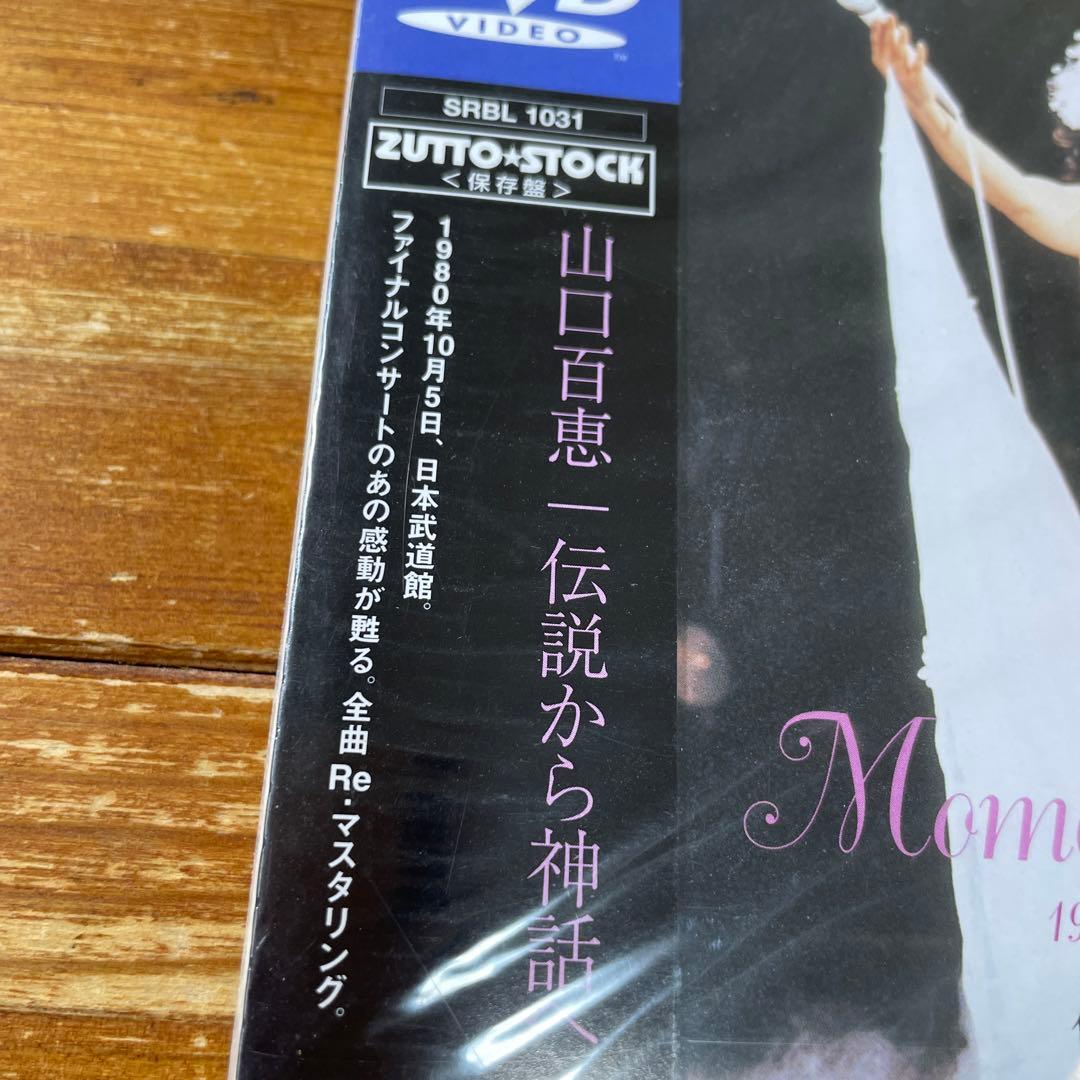 VIDEO
TM
SRBL 1031
ZUTTO★STOCK
<保存盤>
山口百恵―伝説から神話へ
1980年10月5日、日本武道館。
ファイナルコンサートのあの感動が甦る。全曲Re・マスタリング。